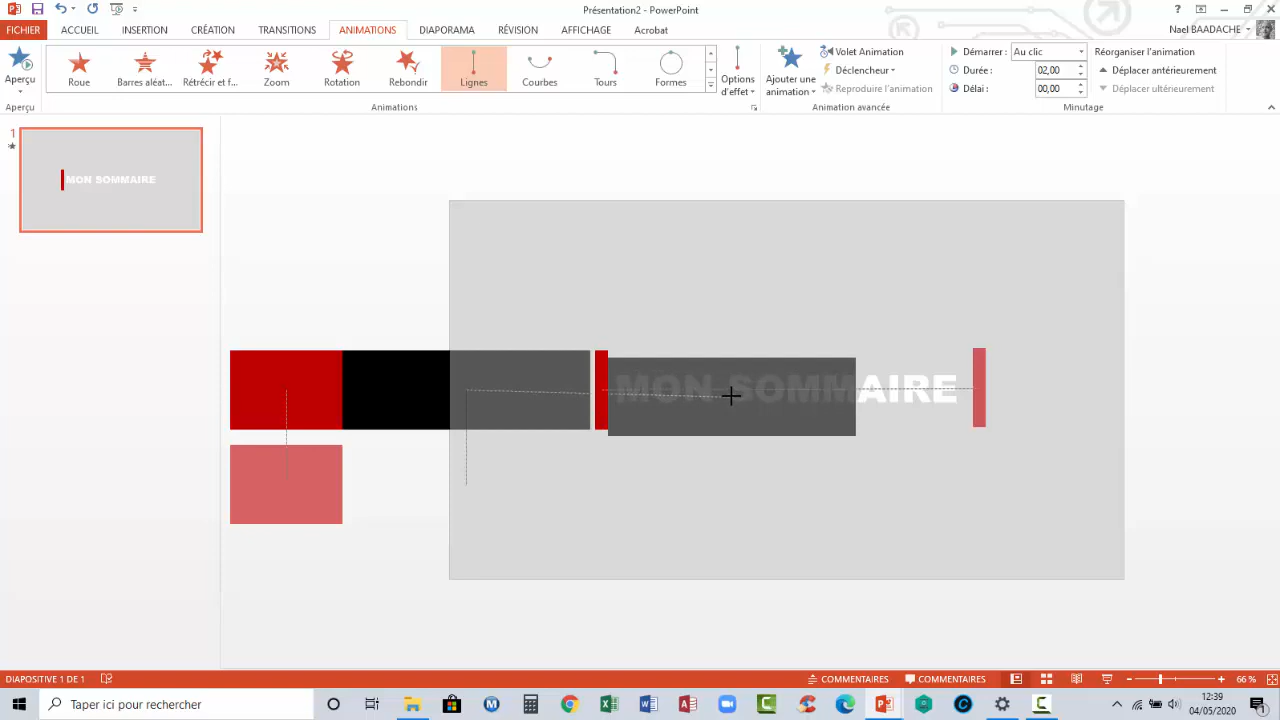 Présentation2 - PowerPoint
FICHIER ACCUEIL INSERTION CRÉATION TRANSITIONS ANIMATIONS DIAPORAMA RÉVISION AFFICHAGE Acrobat Nael BAADACHE
Aperçu
Roue Barres aléat... Rétrécir et f... Zoom Rotation Rebondir Lignes Courbes Tours Formes
Options d'effet
Ajouter une animation
Volet Animation
Déclencheur
Reproduire l'animation
Démarrer: Au clic
Durée: 02,00
Délai: 00,00
Réorganiser l'animation
Déplacer antérieurement
Déplacer ultérieurement
Aperçu Animations Animation avancée Minutage
1
MON SOMMAIRE
MON SOMMAIRE
DIAPOSITIVE 1 DE 1 COMMENTAIRES COMMENTAIRES 66 %
Taper ici pour rechercher
12:39
04/05/2020